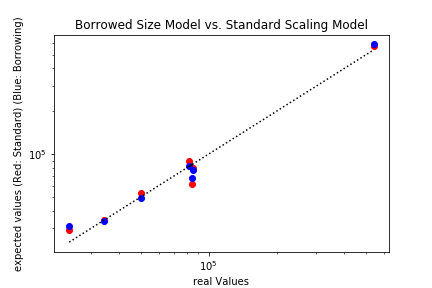 Borrowed Size Model vs. Standard Scaling Model
expected values (Red: Standard) (Blue: Borrowing)
10⁵
10⁵
real Values